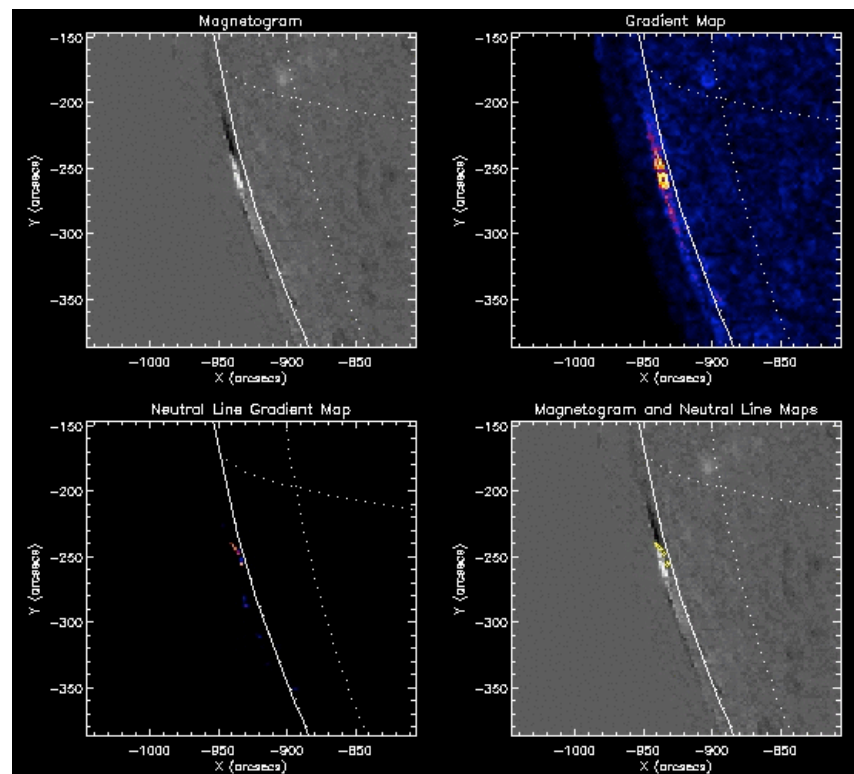 Magnetogram
Gradient Map
-150
-200
-250
-300
-350
Y (arcsecs)
-1000 -950 -900 -850
X (arcsecs)
-150
-200
-250
-300
-350
Y (arcsecs)
-1000 -950 -900 -850
X (arcsecs)
Neutral Line Gradient Map
Magnetogram and Neutral Line Maps
-150
-200
-250
-300
-350
Y (arcsecs)
-1000 -950 -900 -850
X (arcsecs)
-150
-200
-250
-300
-350
Y (arcsecs)
-1000 -950 -900 -850
X (arcsecs)